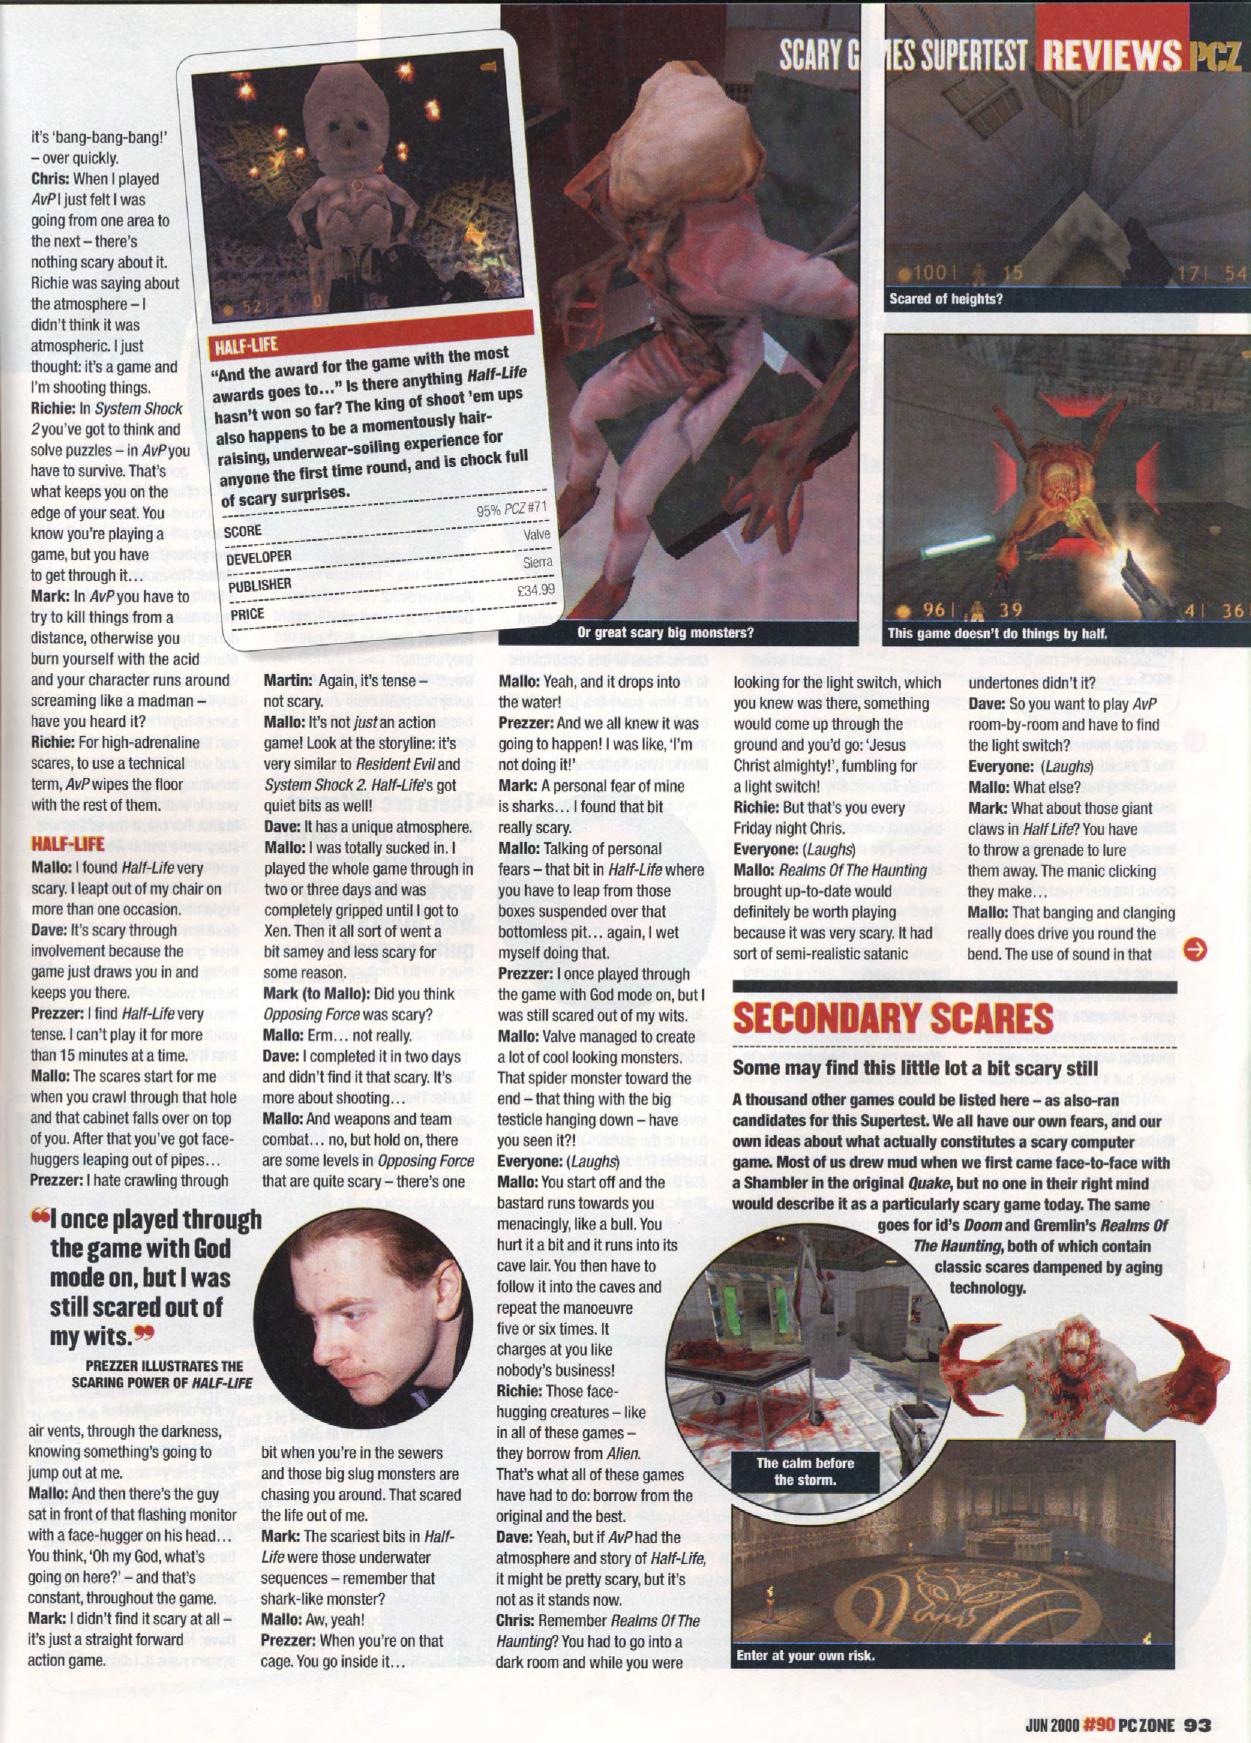 SCARY GAMES SUPERTEST REVIEWS PCZ
it's 'bang-bang-bang!'
– over quickly.
Chris: When I played
AvP I just felt I was
going from one area to
the next – there's
nothing scary about it.
Richie was saying about
the atmosphere – I
didn't think it was
atmospheric. I just
thought: it's a game and
I'm shooting things.
Richie: In System Shock
2 you've got to think and
solve puzzles – in AvP you
have to survive. That's
what keeps you on the
edge of your seat. You
know you're playing a
game, but you have
to get through it...
Mark: In AvP you have to
try to kill things from a
distance, otherwise you
burn yourself with the acid
and your character runs around
screaming like a madman –
have you heard it?
Richie: For high-adrenaline
scares, to use a technical
term, AvP wipes the floor
with the rest of them.
HALF-LIFE
Mallo: I found Half-Life very
scary. I leapt out of my chair on
more than one occasion.
Dave: It's scary through
involvement because the
game just draws you in and
keeps you there.
Prezzer: I find Half-Life very
tense. I can't play it for more
than 15 minutes at a time.
Mallo: The scares start for me
when you crawl through that hole
and that cabinet falls over on top
of you. After that you've got face-
huggers leaping out of pipes...
Prezzer: I hate crawling through
❝I once played through
the game with God
mode on, but I was
still scared out of
my wits.❞
PREZZER ILLUSTRATES THE
SCARING POWER OF HALF-LIFE
air vents, through the darkness,
knowing something's going to
jump out at me.
Mallo: And then there's the guy
sat in front of that flashing monitor
with a face-hugger on his head...
You think, 'Oh my God, what's
going on here?' – and that's
constant, throughout the game.
Mark: I didn't find it scary at all –
it's just a straight forward
action game.
52
0
22
HALF-LIFE
"And the award for the game with the most
awards goes to..." Is there anything Half-Life
hasn't won so far? The king of shoot 'em ups
also happens to be a momentously hair-
raising, underwear-soiling experience for
anyone the first time round, and is chock full
of scary surprises.
SCORE 95% PCZ #71
DEVELOPER Valve
PUBLISHER Sierra
PRICE £34.99
Or great scary big monsters?
100 15 17 54
Scared of heights?
96 39 4 36
This game doesn't do things by half.
Martin: Again, it's tense –
not scary.
Mallo: It's not just an action
game! Look at the storyline: it's
very similar to Resident Evil and
System Shock 2. Half-Life's got
quiet bits as well!
Dave: It has a unique atmosphere.
Mallo: I was totally sucked in. I
played the whole game through in
two or three days and was
completely gripped until I got to
Xen. Then it all sort of went a
bit samey and less scary for
some reason.
Mark (to Mallo): Did you think
Opposing Force was scary?
Mallo: Erm... not really.
Dave: I completed it in two days
and didn't find it that scary. It's
more about shooting...
Mallo: And weapons and team
combat... no, but hold on, there
are some levels in Opposing Force
that are quite scary – there's one
bit when you're in the sewers
and those big slug monsters are
chasing you around. That scared
the life out of me.
Mark: The scariest bits in Half-
Life were those underwater
sequences – remember that
shark-like monster?
Mallo: Aw, yeah!
Prezzer: When you're on that
cage. You go inside it...
Mallo: Yeah, and it drops into
the water!
Prezzer: And we all knew it was
going to happen! I was like, 'I'm
not doing it!'
Mark: A personal fear of mine
is sharks... I found that bit
really scary.
Mallo: Talking of personal
fears – that bit in Half-Life where
you have to leap from those
boxes suspended over that
bottomless pit... again, I wet
myself doing that.
Prezzer: I once played through
the game with God mode on, but I
was still scared out of my wits.
Mallo: Valve managed to create
a lot of cool looking monsters.
That spider monster toward the
end – that thing with the big
testicle hanging down – have
you seen it?!
Everyone: (Laughs)
Mallo: You start off and the
bastard runs towards you
menacingly, like a bull. You
hurt it a bit and it runs into its
cave lair. You then have to
follow it into the caves and
repeat the manoeuvre
five or six times. It
charges at you like
nobody's business!
Richie: Those face-
hugging creatures – like
in all of these games –
they borrow from Alien.
That's what all of these games
have had to do: borrow from the
original and the best.
Dave: Yeah, but if AvP had the
atmosphere and story of Half-Life,
it might be pretty scary, but it's
not as it stands now.
Chris: Remember Realms Of The
Haunting? You had to go into a
dark room and while you were
looking for the light switch, which
you knew was there, something
would come up through the
ground and you'd go: 'Jesus
Christ almighty!', fumbling for
a light switch!
Richie: But that's you every
Friday night Chris.
Everyone: (Laughs)
Mallo: Realms Of The Haunting
brought up-to-date would
definitely be worth playing
because it was very scary. It had
sort of semi-realistic satanic
undertones didn't it?
Dave: So you want to play AvP
room-by-room and have to find
the light switch?
Everyone: (Laughs)
Mallo: What else?
Mark: What about those giant
claws in Half Life? You have
to throw a grenade to lure
them away. The manic clicking
they make...
Mallo: That banging and clanging
really does drive you round the
bend. The use of sound in that
SECONDARY SCARES
Some may find this little lot a bit scary still
A thousand other games could be listed here – as also-ran
candidates for this Supertest. We all have our own fears, and our
own ideas about what actually constitutes a scary computer
game. Most of us drew mud when we first came face-to-face with
a Shambler in the original Quake, but no one in their right mind
would describe it as a particularly scary game today. The same
goes for id's Doom and Gremlin's Realms Of
The Haunting, both of which contain
classic scares dampened by aging
technology.
The calm before
the storm.
Enter at your own risk.
JUN 2000 #90 PC ZONE 93